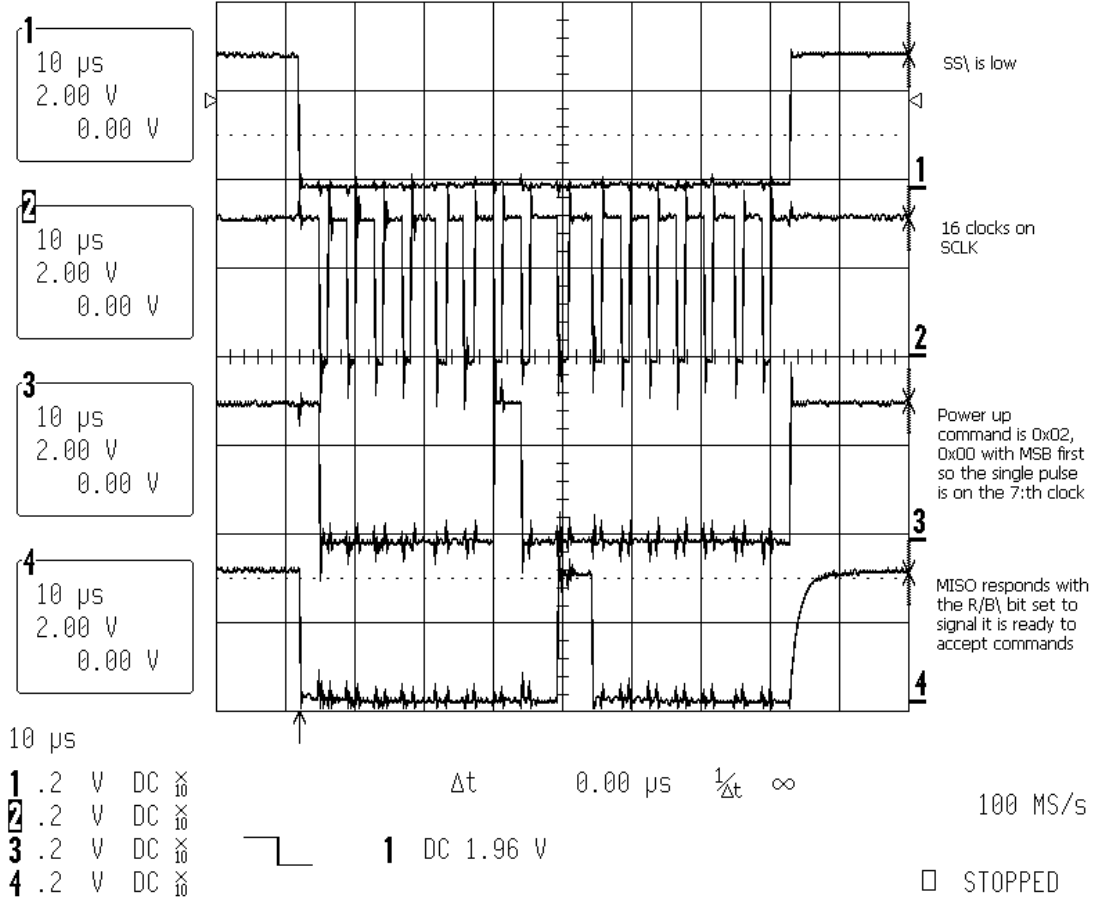 1
10 µs
2.00 V
0.00 V
SS\ is low
1
2
10 µs
2.00 V
0.00 V
16 clocks on
SCLK
2
3
10 µs
2.00 V
0.00 V
Power up
command is 0x02,
0x00 with MSB first
so the single pulse
is on the 7:th clock
3
4
10 µs
2.00 V
0.00 V
MISO responds with
the R/B\ bit set to
signal it is ready to
accept commands
4
10 µs
1 .2 V DC ×10
Δt 0.00 µs 1/Δt ∞
2 .2 V DC ×10
100 MS/s
3 .2 V DC ×10
1 DC 1.96 V
4 .2 V DC ×10
STOPPED